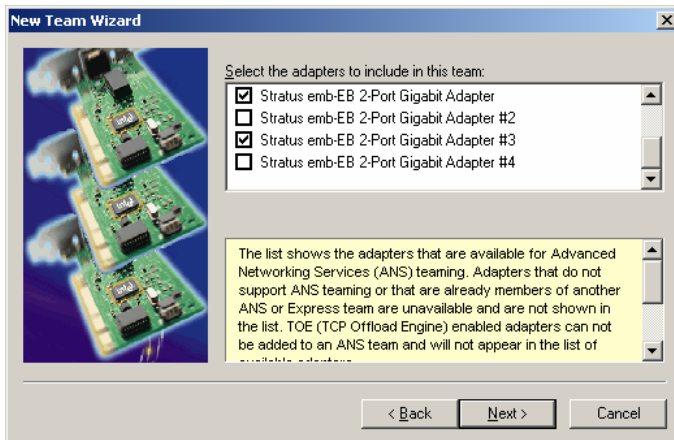 New Team Wizard
Select the adapters to include in this team:
Stratus emb-EB 2-Port Gigabit Adapter
Stratus emb-EB 2-Port Gigabit Adapter #2
Stratus emb-EB 2-Port Gigabit Adapter #3
Stratus emb-EB 2-Port Gigabit Adapter #4
The list shows the adapters that are available for Advanced
Networking Services (ANS) teaming. Adapters that do not
support ANS teaming or that are already members of another
ANS or Express team are unavailable and are not shown in
the list. TOE (TCP Offload Engine) enabled adapters can not
be added to an ANS team and will not appear in the list of
available adapters
< Back
Next >
Cancel